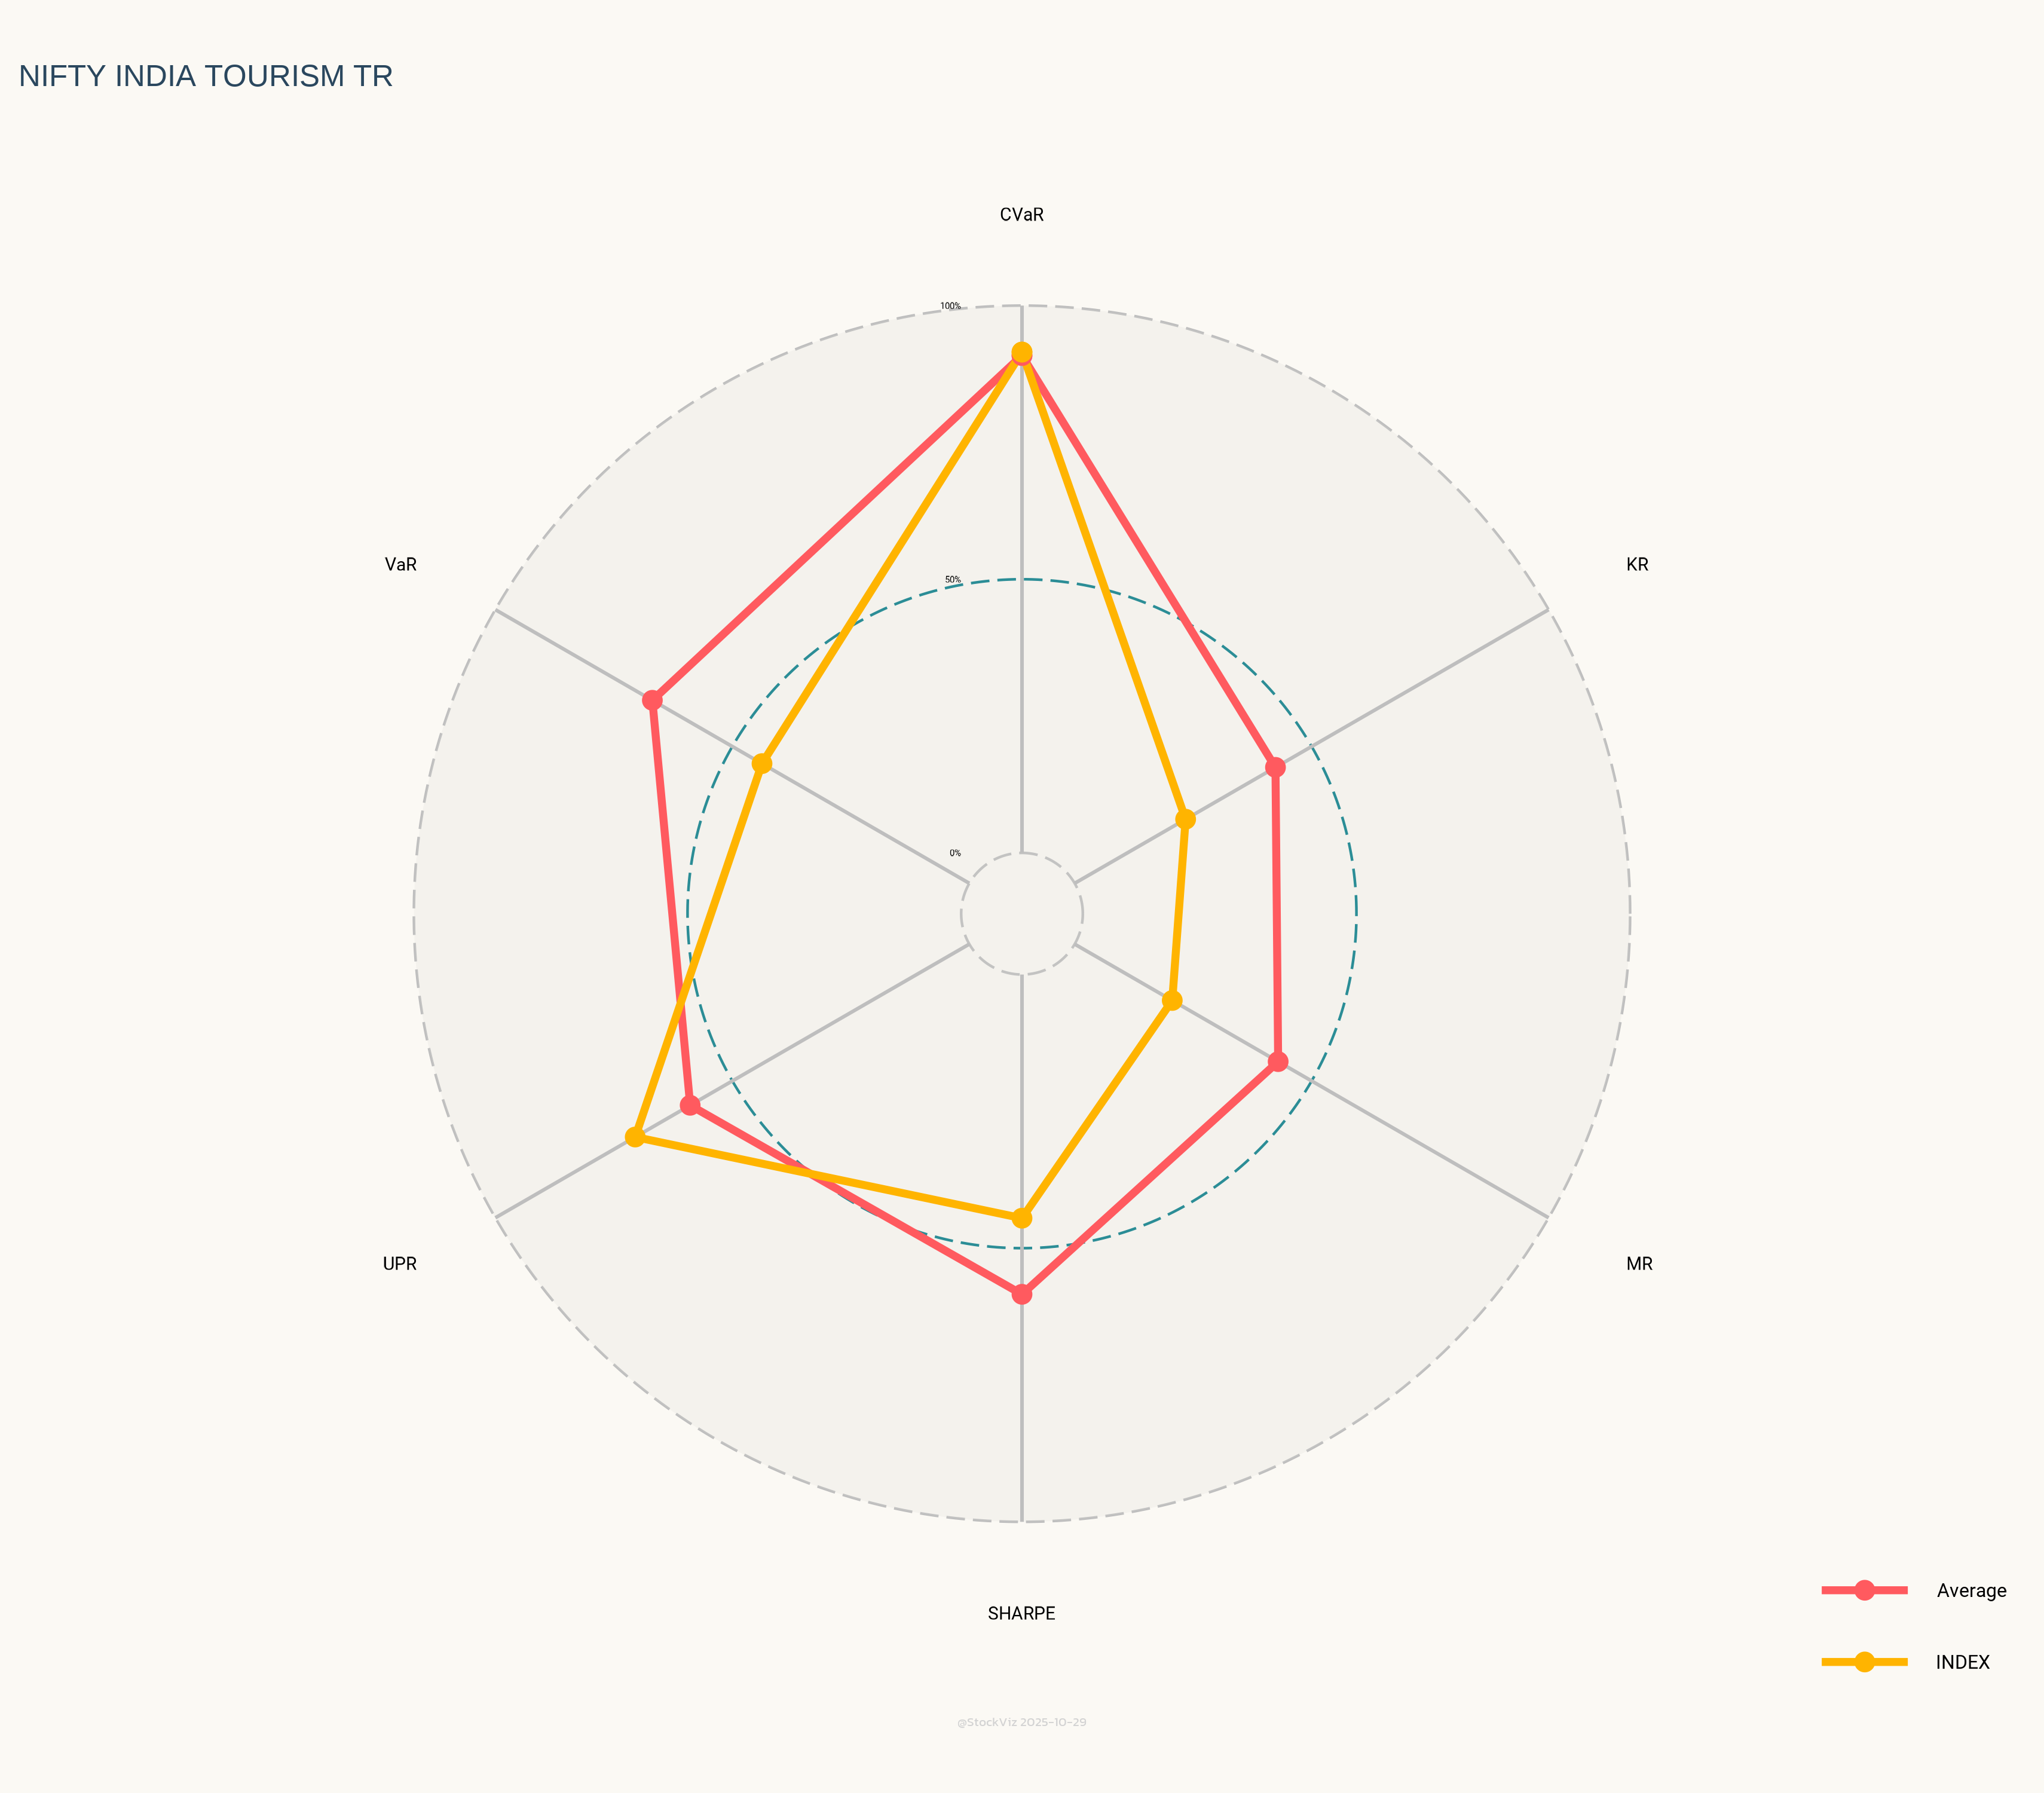 NIFTY INDIA TOURISM TR
CVaR
100%
VaR
KR
50%
0%
UPR
MR
SHARPE
Average
INDEX
@StockViz 2025-10-29